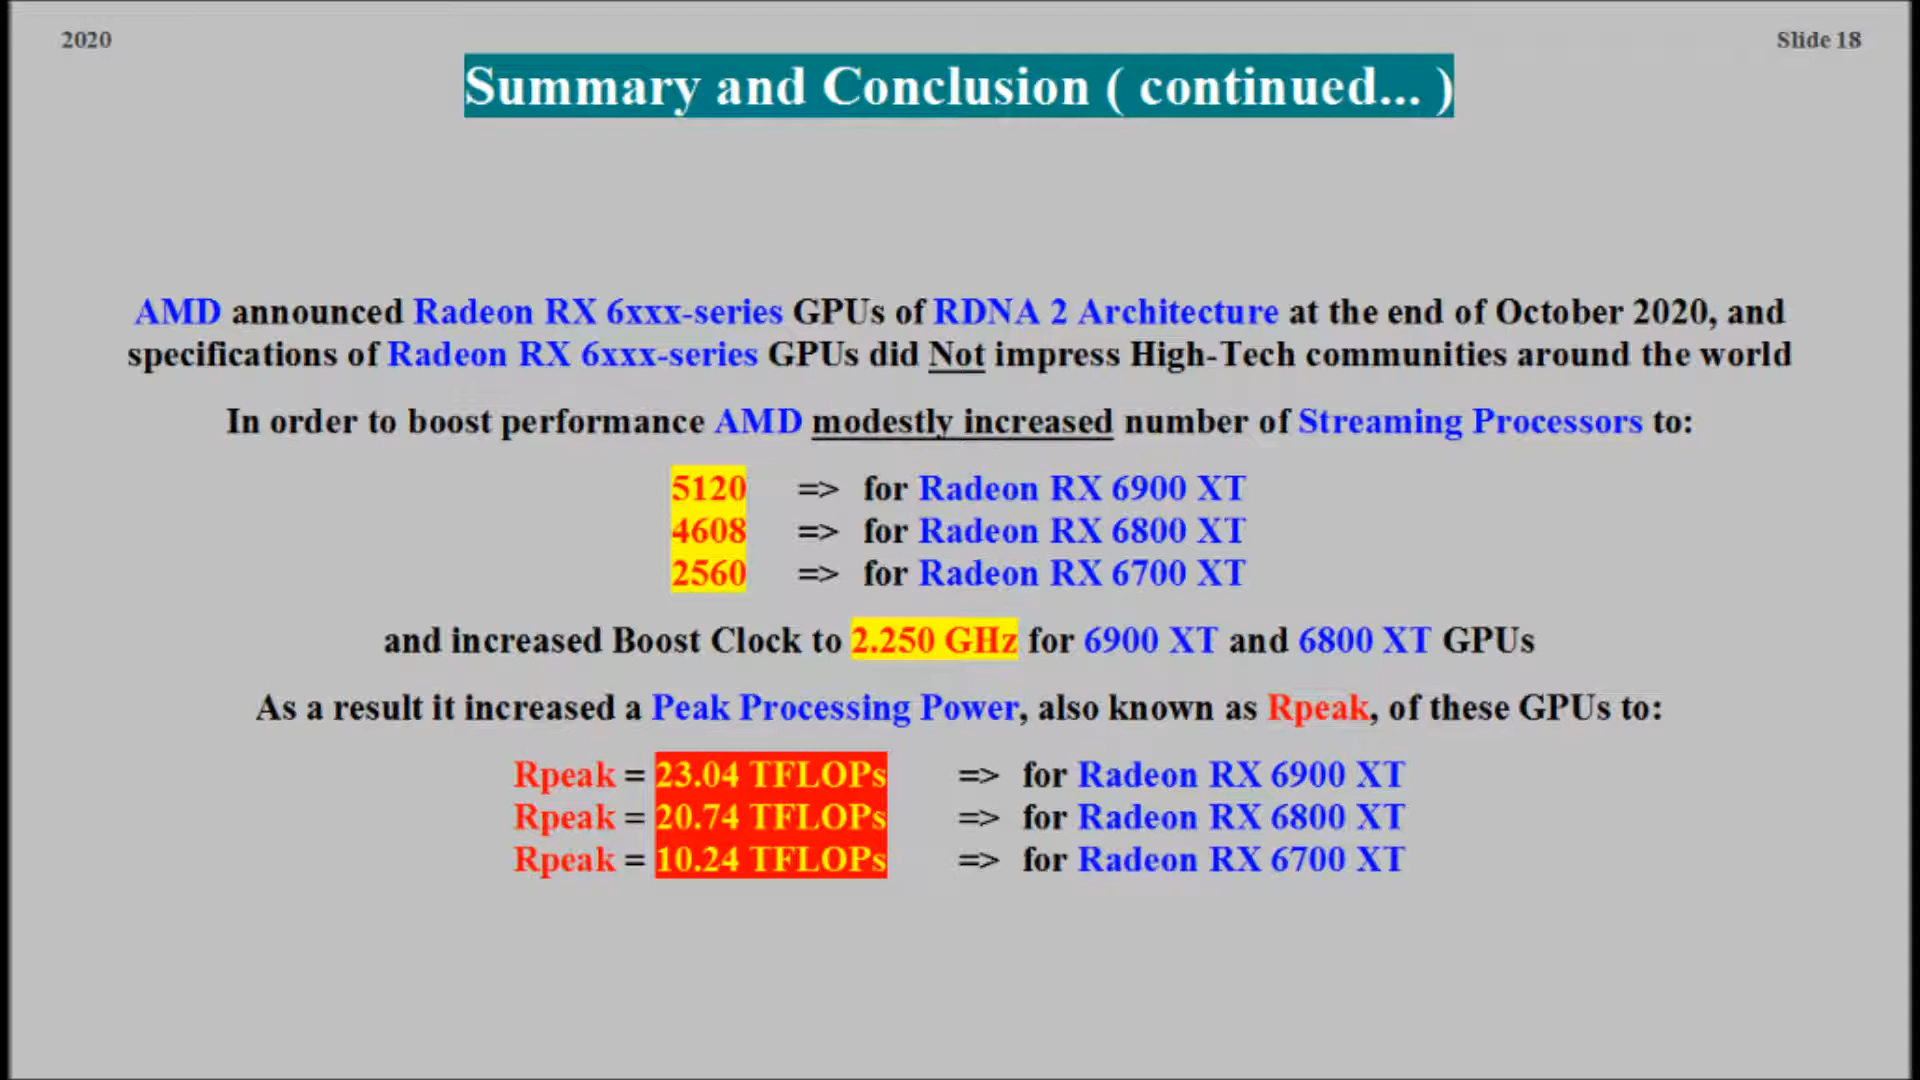 2020
Slide 18
Summary and Conclusion ( continued... )
AMD announced Radeon RX 6xxx-series GPUs of RDNA 2 Architecture at the end of October 2020, and
specifications of Radeon RX 6xxx-series GPUs did Not impress High-Tech communities around the world
In order to boost performance AMD modestly increased number of Streaming Processors to:
5120 => for Radeon RX 6900 XT
4608 => for Radeon RX 6800 XT
2560 => for Radeon RX 6700 XT
and increased Boost Clock to 2.250 GHz for 6900 XT and 6800 XT GPUs
As a result it increased a Peak Processing Power, also known as Rpeak, of these GPUs to:
Rpeak = 23.04 TFLOPs => for Radeon RX 6900 XT
Rpeak = 20.74 TFLOPs => for Radeon RX 6800 XT
Rpeak = 10.24 TFLOPs => for Radeon RX 6700 XT